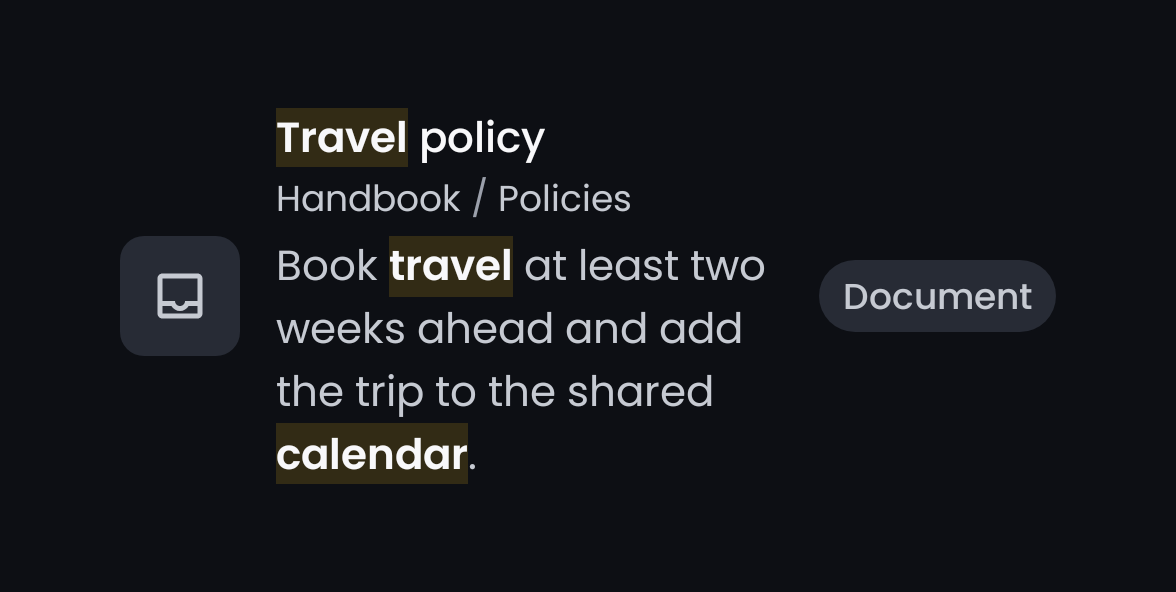 Travel policy
Handbook / Policies
Book travel at least two
weeks ahead and add
the trip to the shared
calendar.
Document